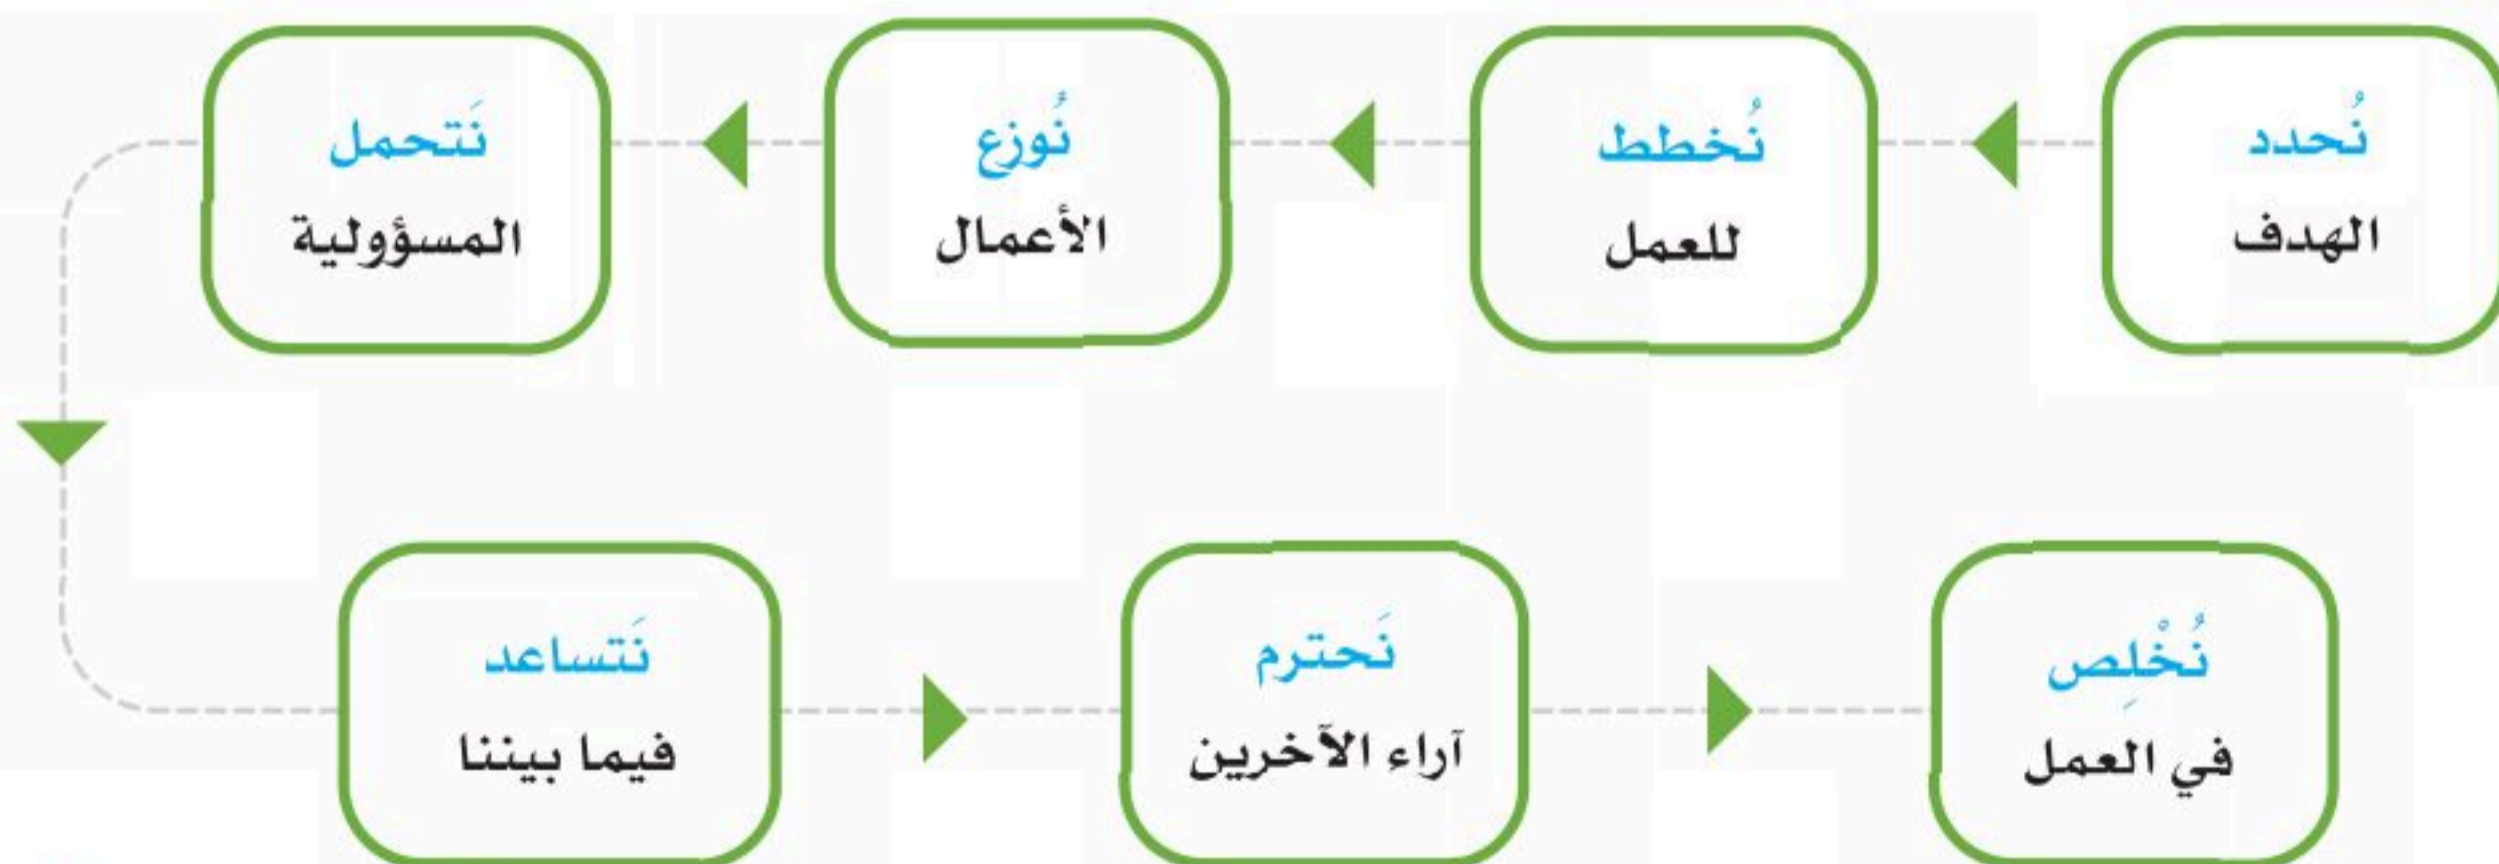 نُحدد
الهدف
نُخطط
للعمل
نُوزع
الأعمال
نَتحمل
المسؤولية
نَتساعد
فيما بيننا
نَحترم
آراء الآخرين
نُخْلِص
في العمل